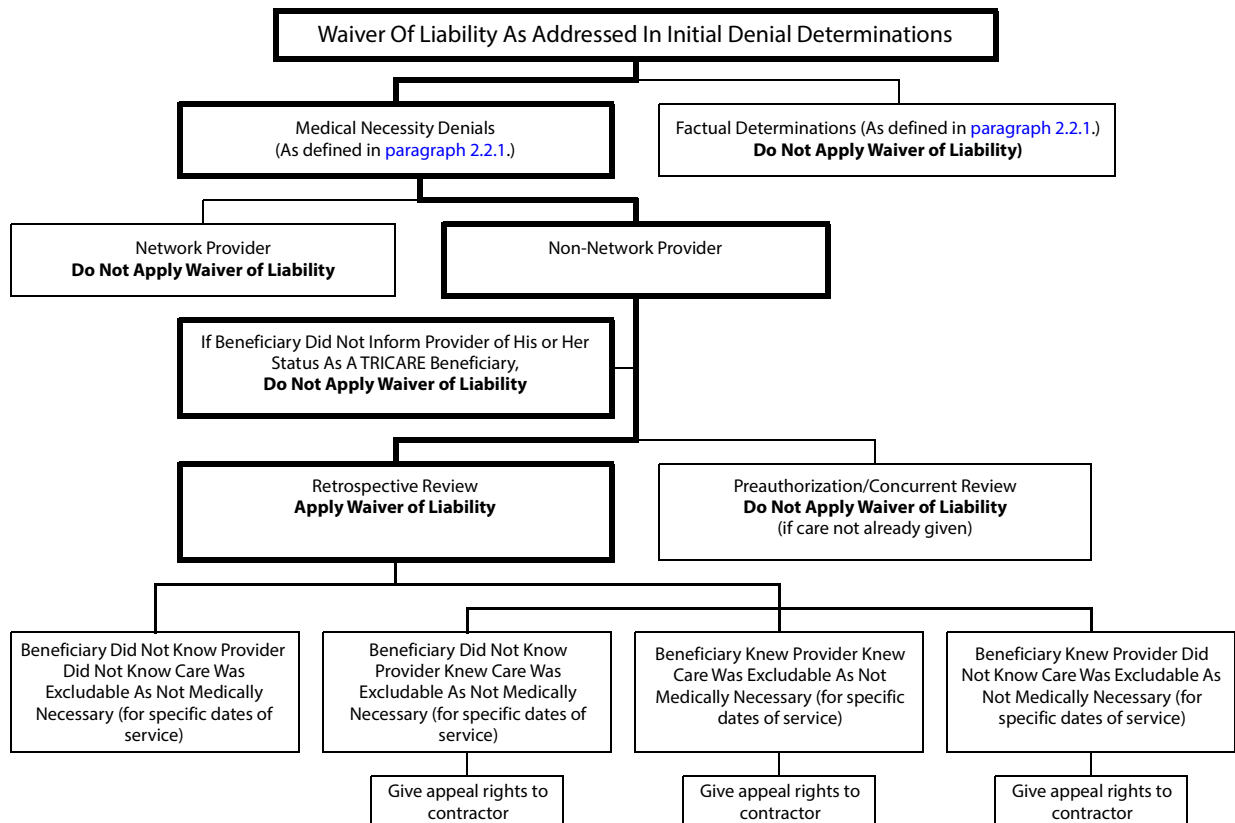 Waiver Of Liability As Addressed In Initial Denial Determinations
Medical Necessity Denials
(As defined in paragraph 2.2.1.)
Factual Determinations (As defined in paragraph 2.2.1.)
Do Not Apply Waiver of Liability)
Network Provider
Do Not Apply Waiver of Liability
Non-Network Provider
If Beneficiary Did Not Inform Provider of His or Her
Status As A TRICARE Beneficiary,
Do Not Apply Waiver of Liability
Retrospective Review
Apply Waiver of Liability
Preauthorization/Concurrent Review
Do Not Apply Waiver of Liability
(if care not already given)
Beneficiary Did Not Know Provider
Did Not Know Care Was
Excludable As Not Medically
Necessary (for specific dates of
service)
Beneficiary Did Not Know
Provider Knew Care Was
Excludable As Not Medically
Necessary (for specific dates of
service)
Beneficiary Knew Provider Knew
Care Was Excludable As Not
Medically Necessary (for specific
dates of service)
Beneficiary Knew Provider Did
Not Know Care Was Excludable As
Not Medically Necessary (for
specific dates of service)
Give appeal rights to
contractor
Give appeal rights to
contractor
Give appeal rights to
contractor